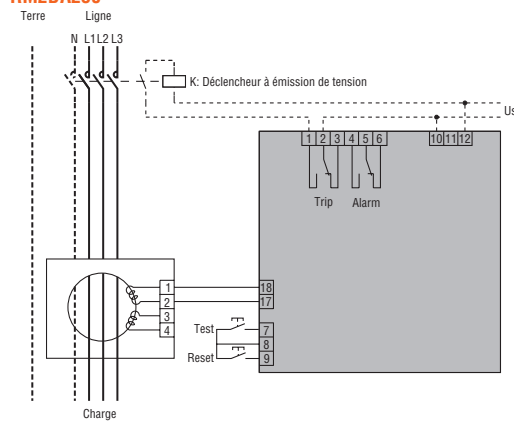 Terre Ligne
N L1 L2 L3
K: Déclencheur à émission de tension
Us
1 2 3 4 5 6 10 11 12
Trip Alarm
1 18
2 17
3
4
Test 7
8
Reset 9
Charge